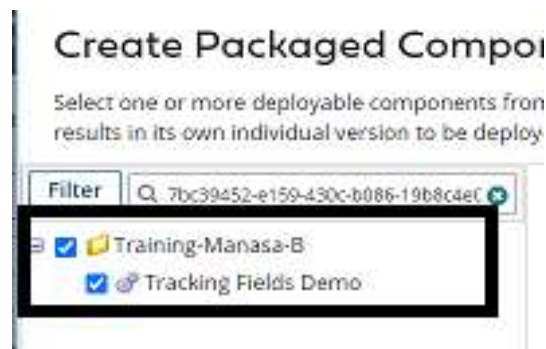 Create Packaged Compo
Select one or more deployable components from
results in its own individual version to be deploy
Filter
7bc39452-e159-430c-b086-19b8c4e0
Training-Manasa-B
Tracking Fields Demo